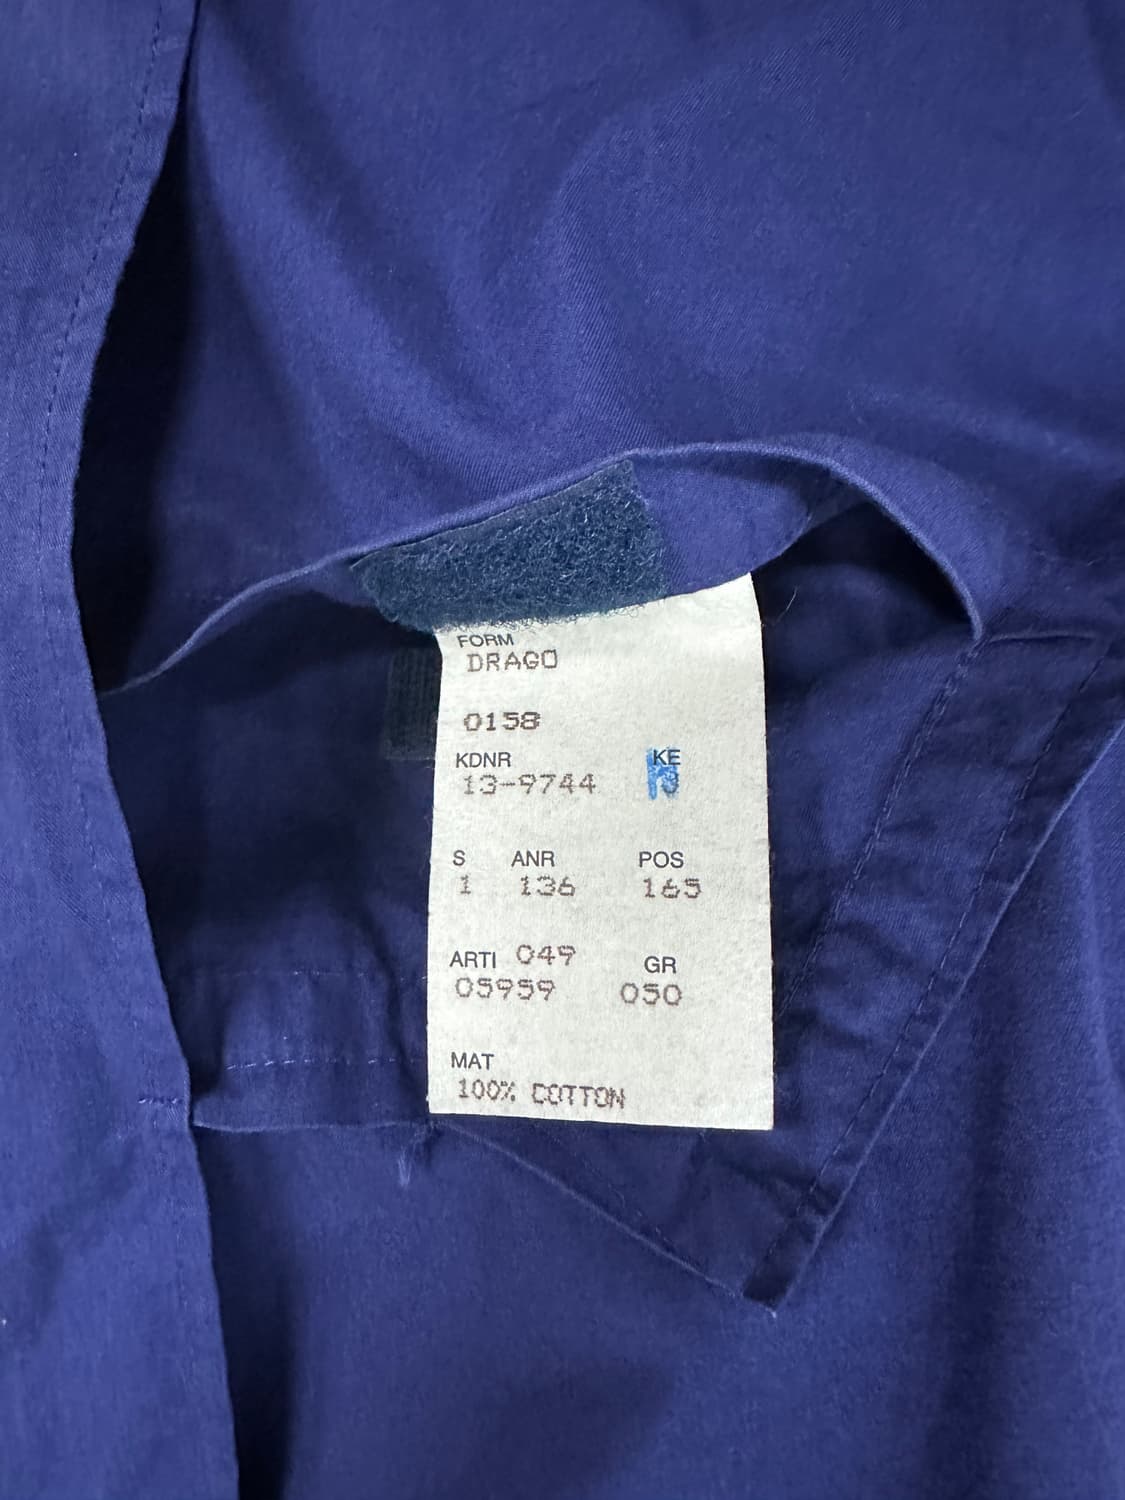 FORM
DRAGO
0158
KDNR KE
13-9744
S ANR POS
1 136 165
ARTI 049 GR
05959 050
MAT
100% COTTON